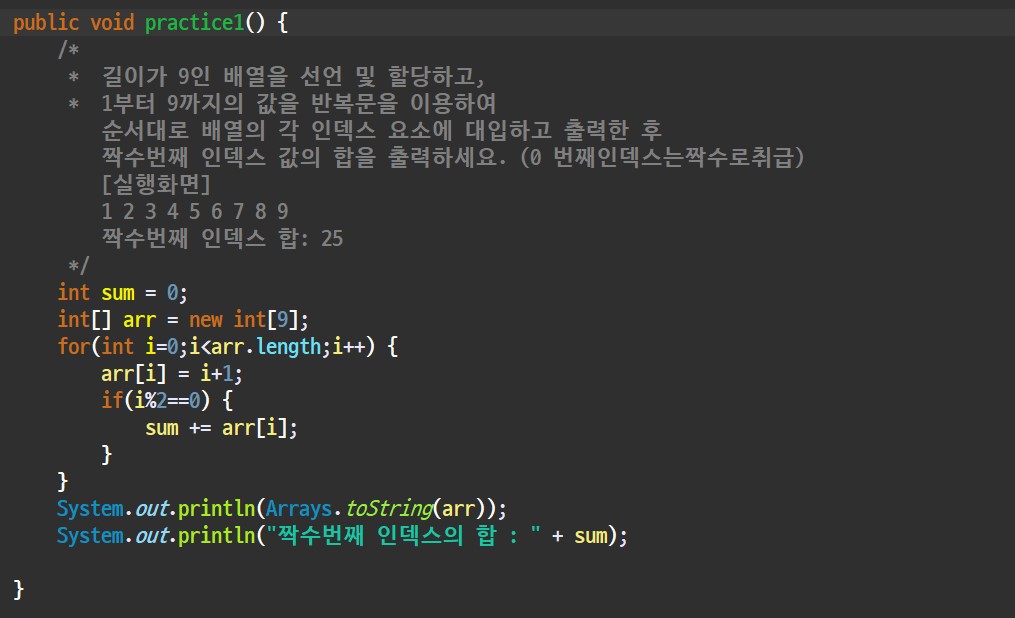 public void practice1() {
    /*
     *  길이가 9인 배열을 선언 및 할당하고,
     *  1부터 9까지의 값을 반복문을 이용하여
        순서대로 배열의 각 인덱스 요소에 대입하고 출력한 후
        짝수번째 인덱스 값의 합을 출력하세요. (0 번째인덱스는짝수로취급)
        [실행화면]
        1 2 3 4 5 6 7 8 9
        짝수번째 인덱스 합: 25
     */
    int sum = 0;
    int[] arr = new int[9];
    for(int i=0;i<arr.length;i++) {
        arr[i] = i+1;
        if(i%2==0) {
            sum += arr[i];
        }
    }
    System.out.println(Arrays.toString(arr));
    System.out.println("짝수번째 인덱스의 합 : " + sum);
}